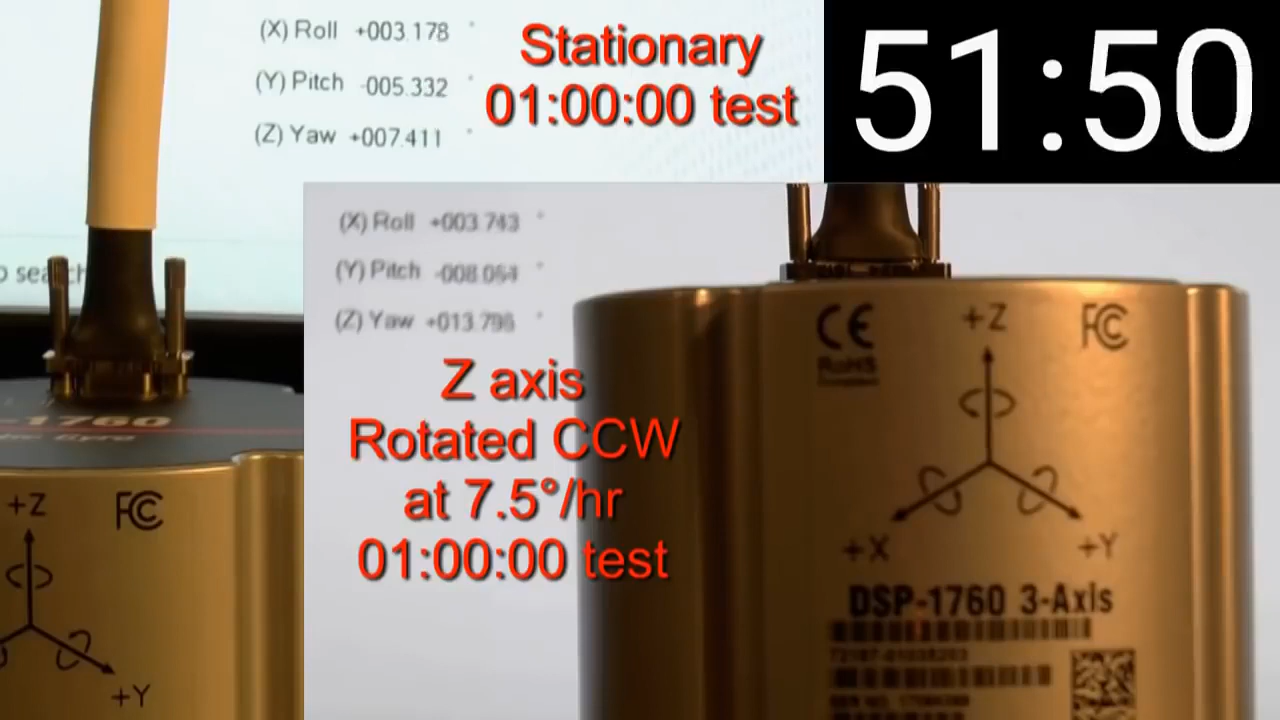 (X) Roll +003.178 °
(Y) Pitch -005.332
(Z) Yaw +007.411 °
Stationary
01:00:00 test
51:50
(X) Roll +003.743 °
(Y) Pitch -008.064 °
(Z) Yaw +013.796 °
Z axis
Rotated CCW
at 7.5°/hr
01:00:00 test
-1760
+Z FC
+Y
CE
RoHS
+Z
FC
+X
+Y
DSP-1760 3-Axis